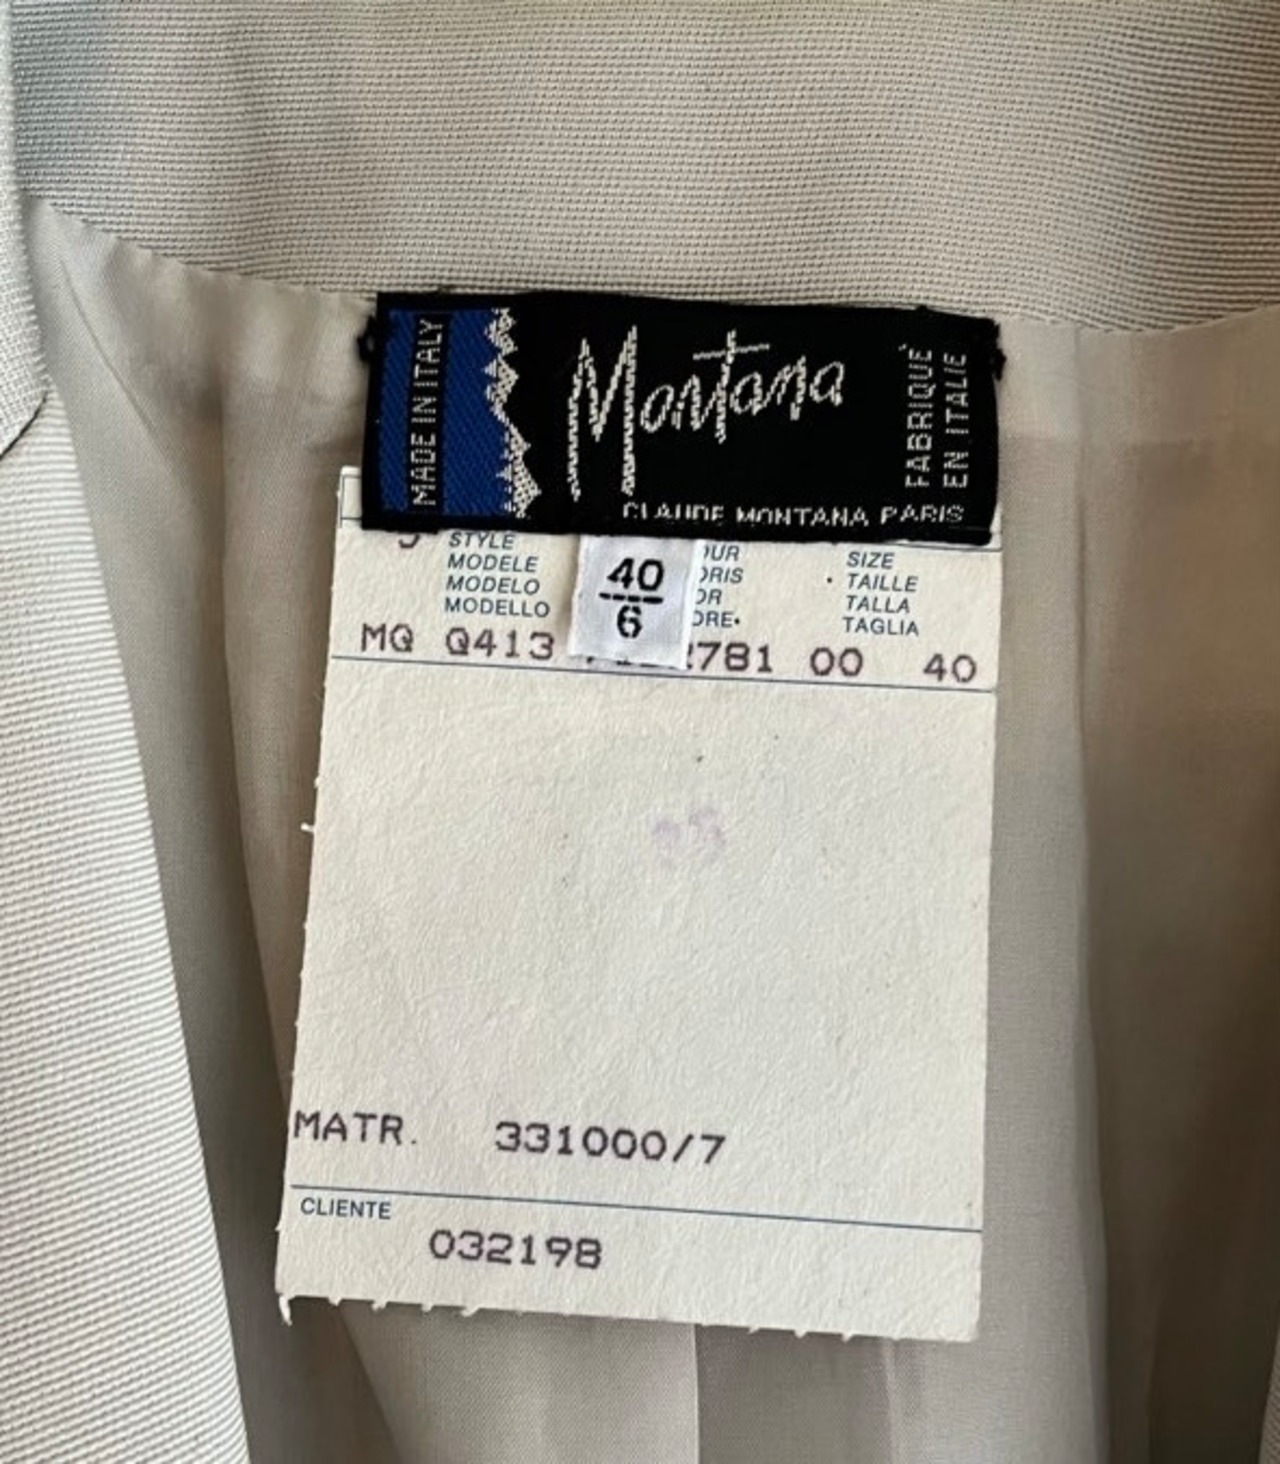 MADE IN ITALY
Montana
FABRIQUÉ
EN ITALIE
CLAUDE MONTANA PARIS
40
6
STYLE
MODELE
MODELO
MODELLO
SIZE
TAILLE
TALLA
TAGLIA
MQ Q413 781 00 40
MATR. 331000/7
CLIENTE
032198